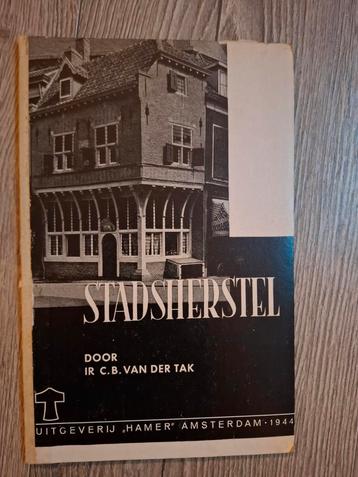 STADSHERSTEL
DOOR
IR C.B. VAN DER TAK
UITGEVERIJ „HAMER" AMSTERDAM • 1944